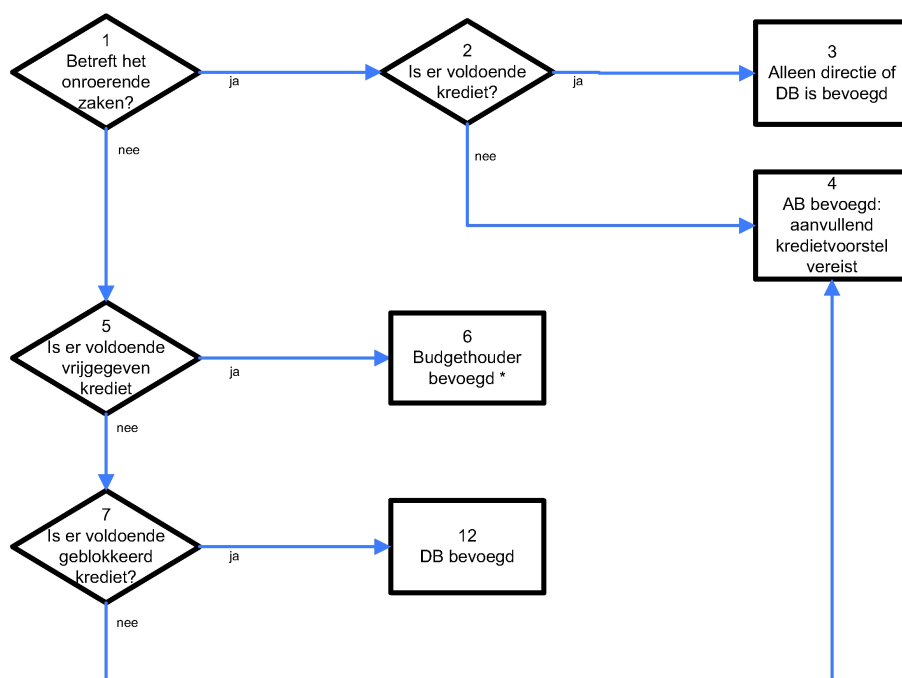 1
Betreft het
onroerende
zaken?
ja
2
Is er voldoende
krediet?
ja
3
Alleen directie of
DB is bevoegd
nee
nee
4
AB bevoegd:
aanvullend
kredietvoorstel
vereist
5
Is er voldoende
vrijgegeven
krediet
ja
6
Budgethouder
bevoegd *
nee
7
Is er voldoende
geblokkeerd
krediet?
ja
12
DB bevoegd
nee